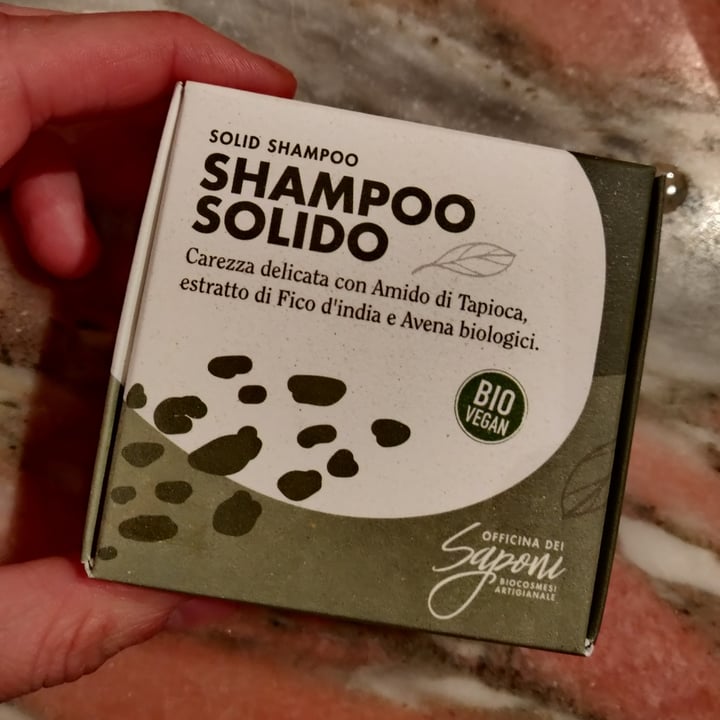 SOLID SHAMPOO
SHAMPOO
SOLIDO
Carezza delicata con Amido di Tapioca,
estratto di Fico d'india e Avena biologici.
BIO
VEGAN
OFFICINA DEI
Saponi
BIOCOSMESI
ARTIGIANALE